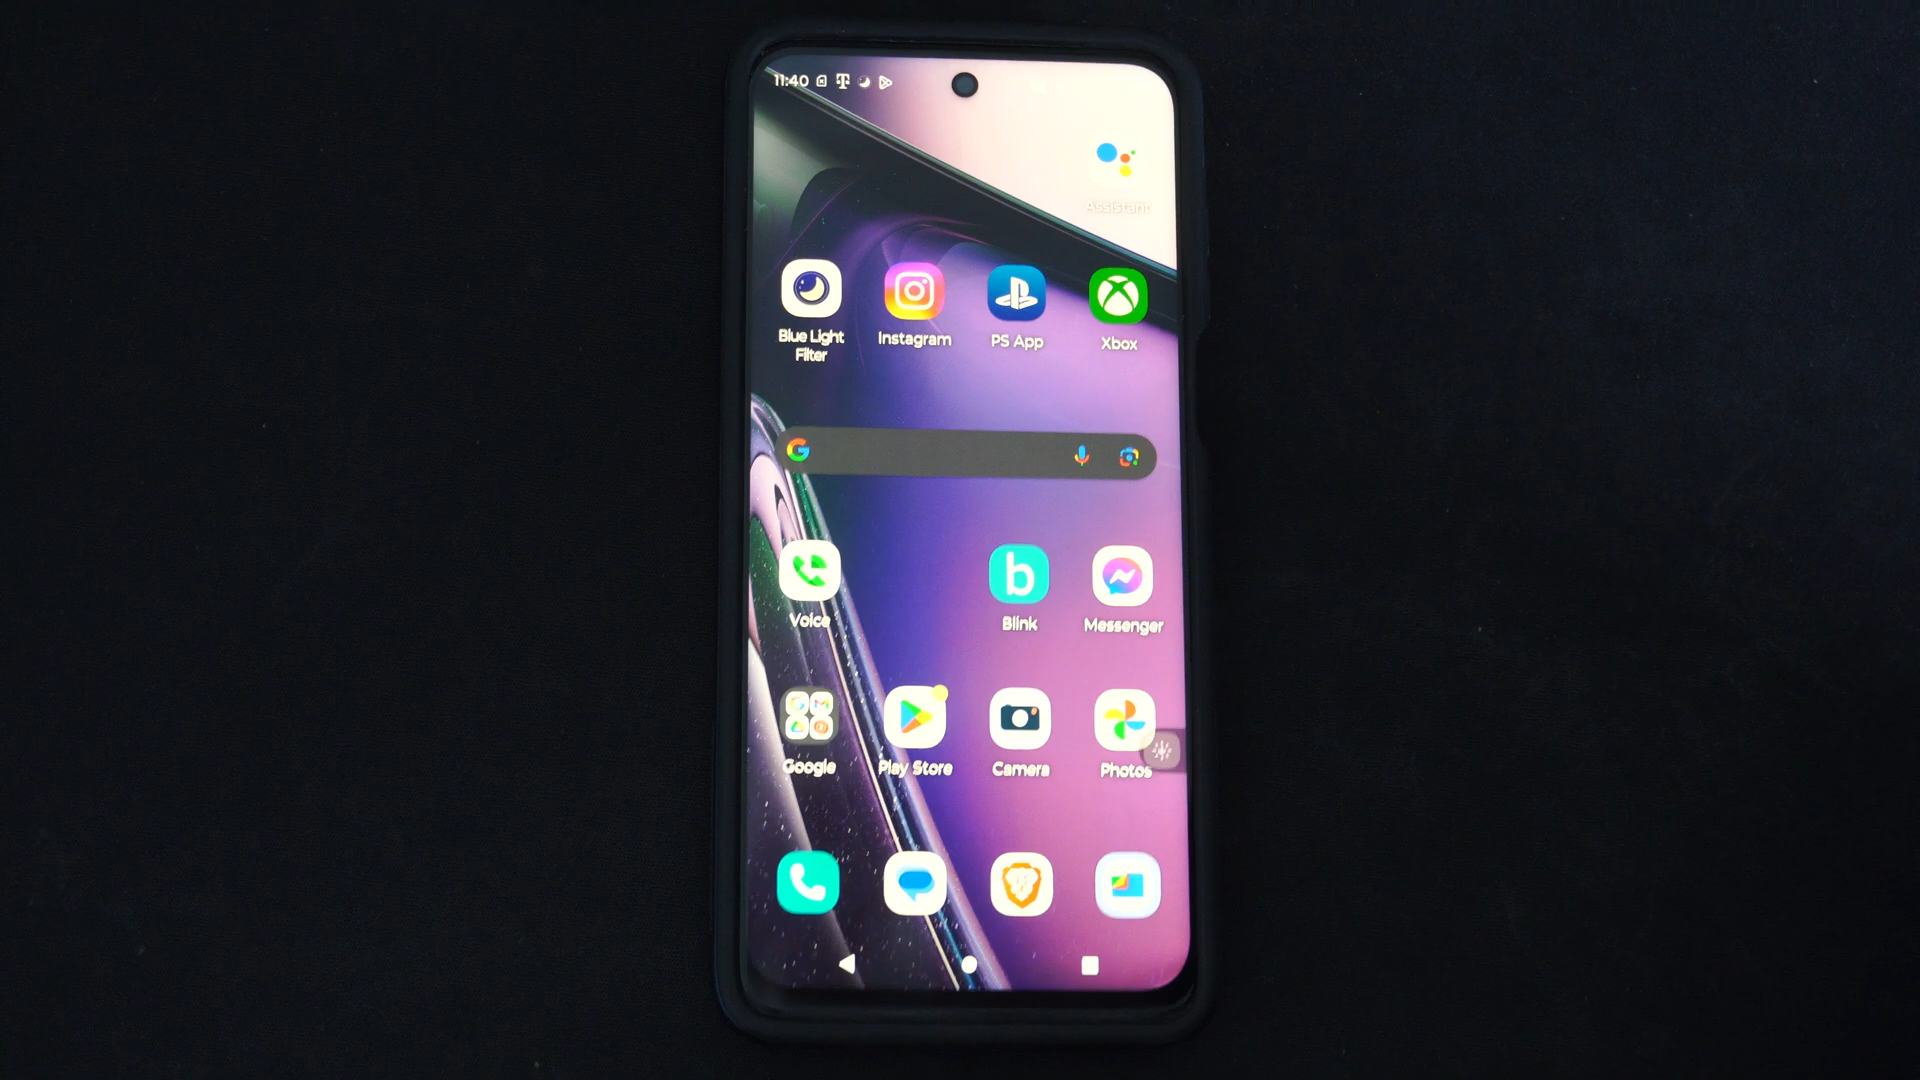 11:40
Assistant
Blue Light
Filter
Instagram
PS App
Xbox
G
Voice
b
Blink
Messenger
Google
Play Store
Camera
Photos